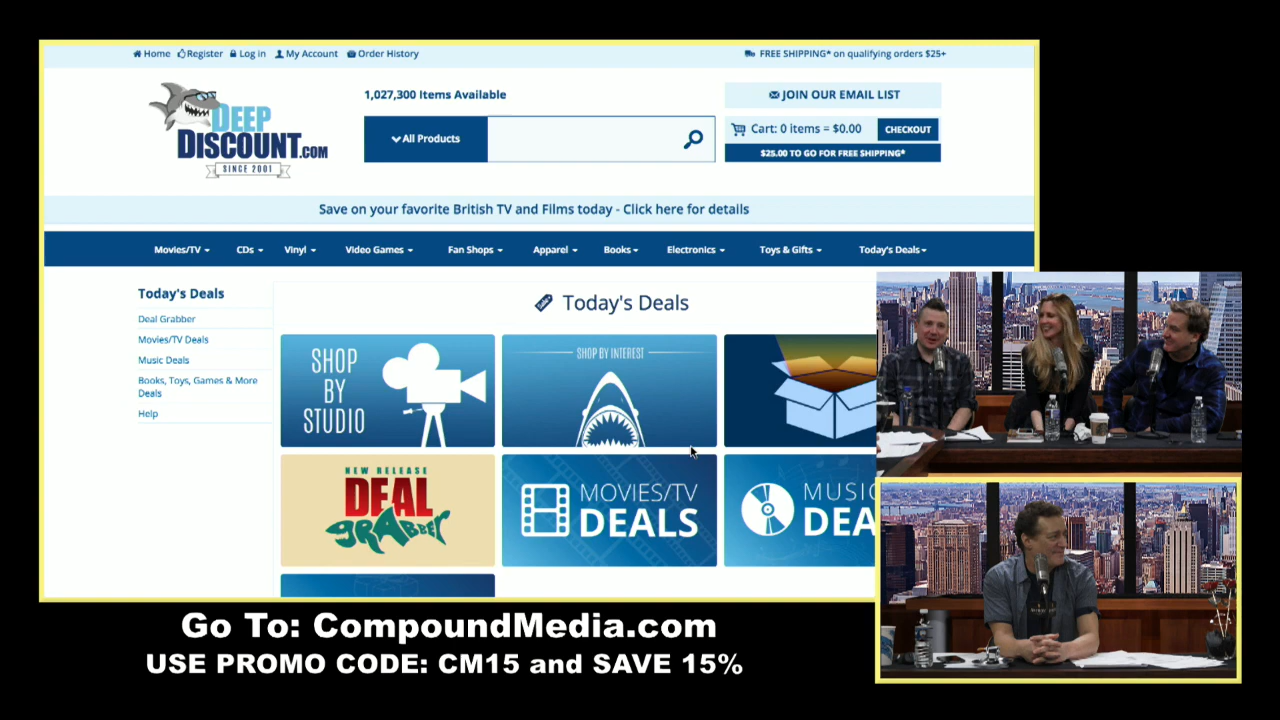 Home Register Log in My Account Order History
FREE SHIPPING* on qualifying orders $25+
DEEP
DISCOUNT.COM
SINCE 2001
1,027,300 Items Available
All Products
JOIN OUR EMAIL LIST
Cart: 0 items = $0.00 CHECKOUT
$25.00 TO GO FOR FREE SHIPPING*
Save on your favorite British TV and Films today - Click here for details
Movies/TV CDs Vinyl Video Games Fan Shops Apparel Books Electronics Toys & Gifts Today's Deals
Today's Deals
Deal Grabber
Movies/TV Deals
Music Deals
Books, Toys, Games & More
Deals
Help
Today's Deals
SHOP
BY
STUDIO
SHOP BY INTEREST
NEW RELEASE
DEAL
grabber
MOVIES/TV
DEALS
MUSIC
DEA
Go To: CompoundMedia.com
USE PROMO CODE: CM15 and SAVE 15%